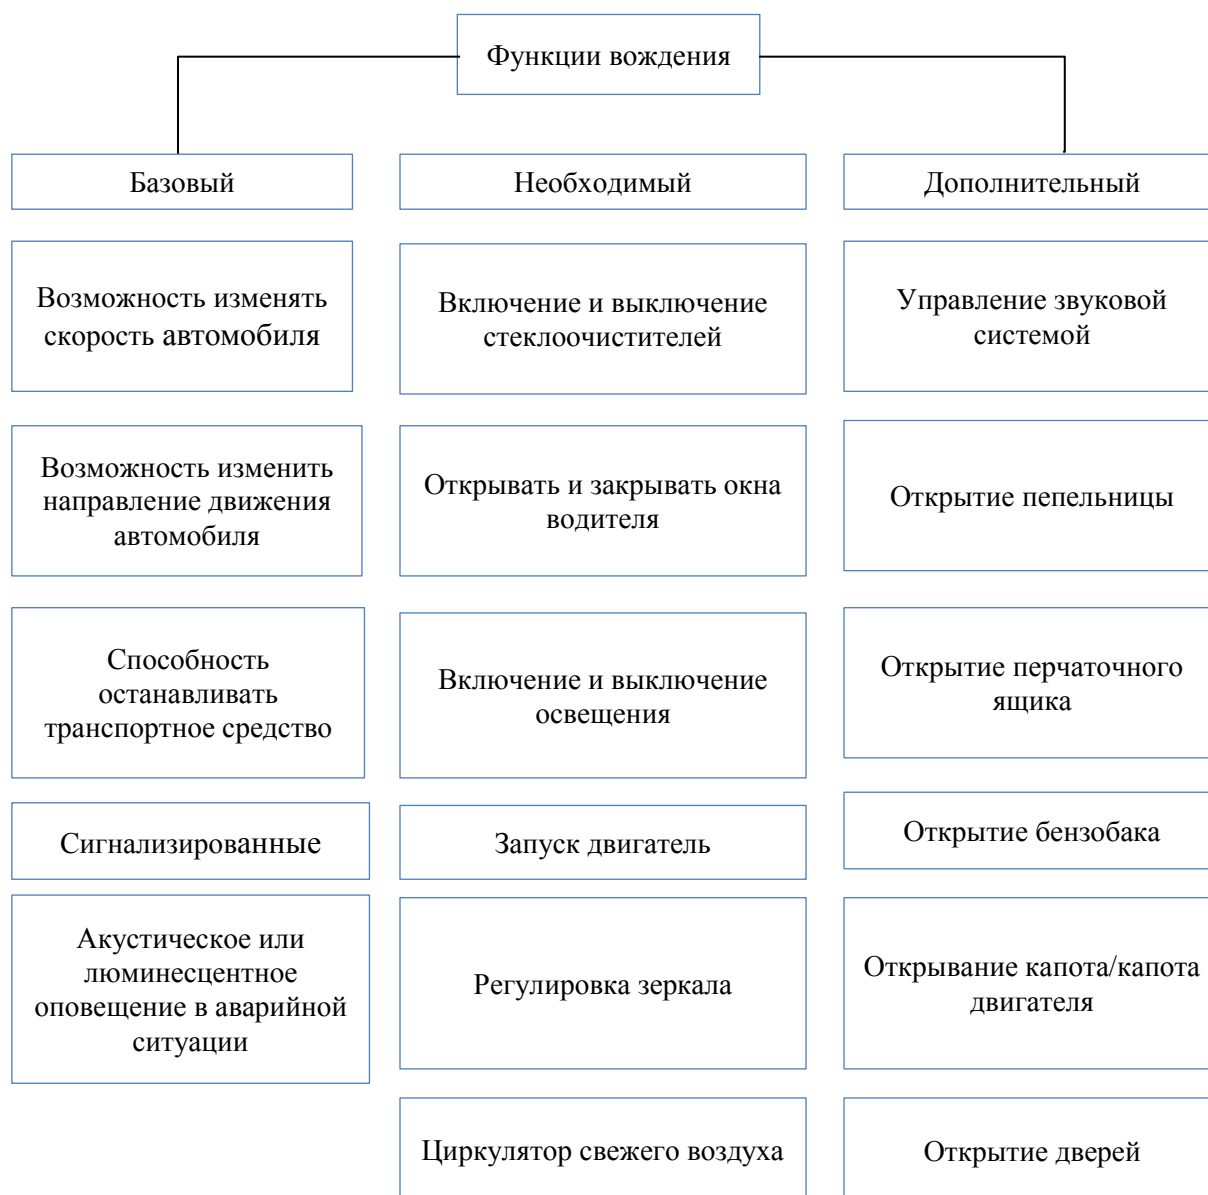 Функции вождения
Базовый
Необходимый
Дополнительный
Возможность изменять
скорость автомобиля
Включение и выключение
стеклоочистителей
Управление звуковой
системой
Возможность изменить
направление движения
автомобиля
Открывать и закрывать окна
водителя
Открытие пепельницы
Способность
останавливать
транспортное средство
Включение и выключение
освещения
Открытие перчаточного
ящика
Сигнализированные
Запуск двигатель
Открытие бензобака
Акустическое или
люминесцентное
оповещение в аварийной
ситуации
Регулировка зеркала
Открывание капота/капота
двигателя
Циркулятор свежего воздуха
Открытие дверей